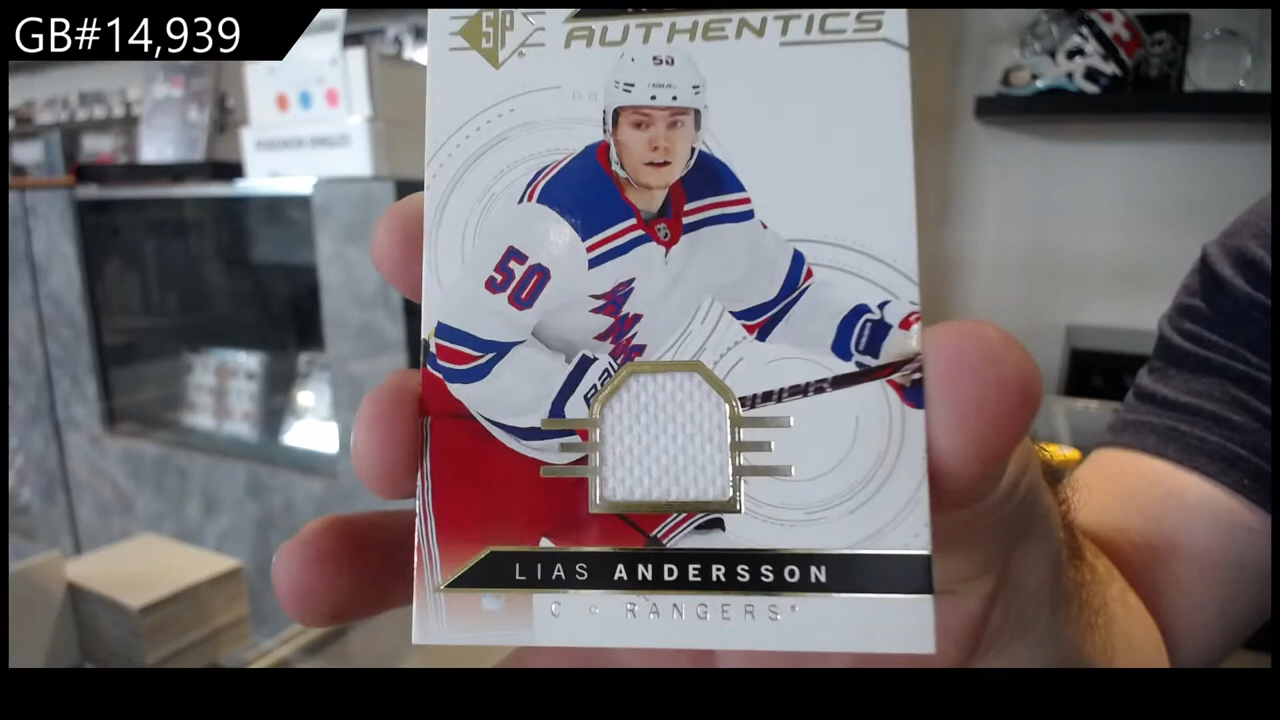 GB#14,939
SP
AUTHENTICS
50
50
LIAS ANDERSSON
C RANGERS